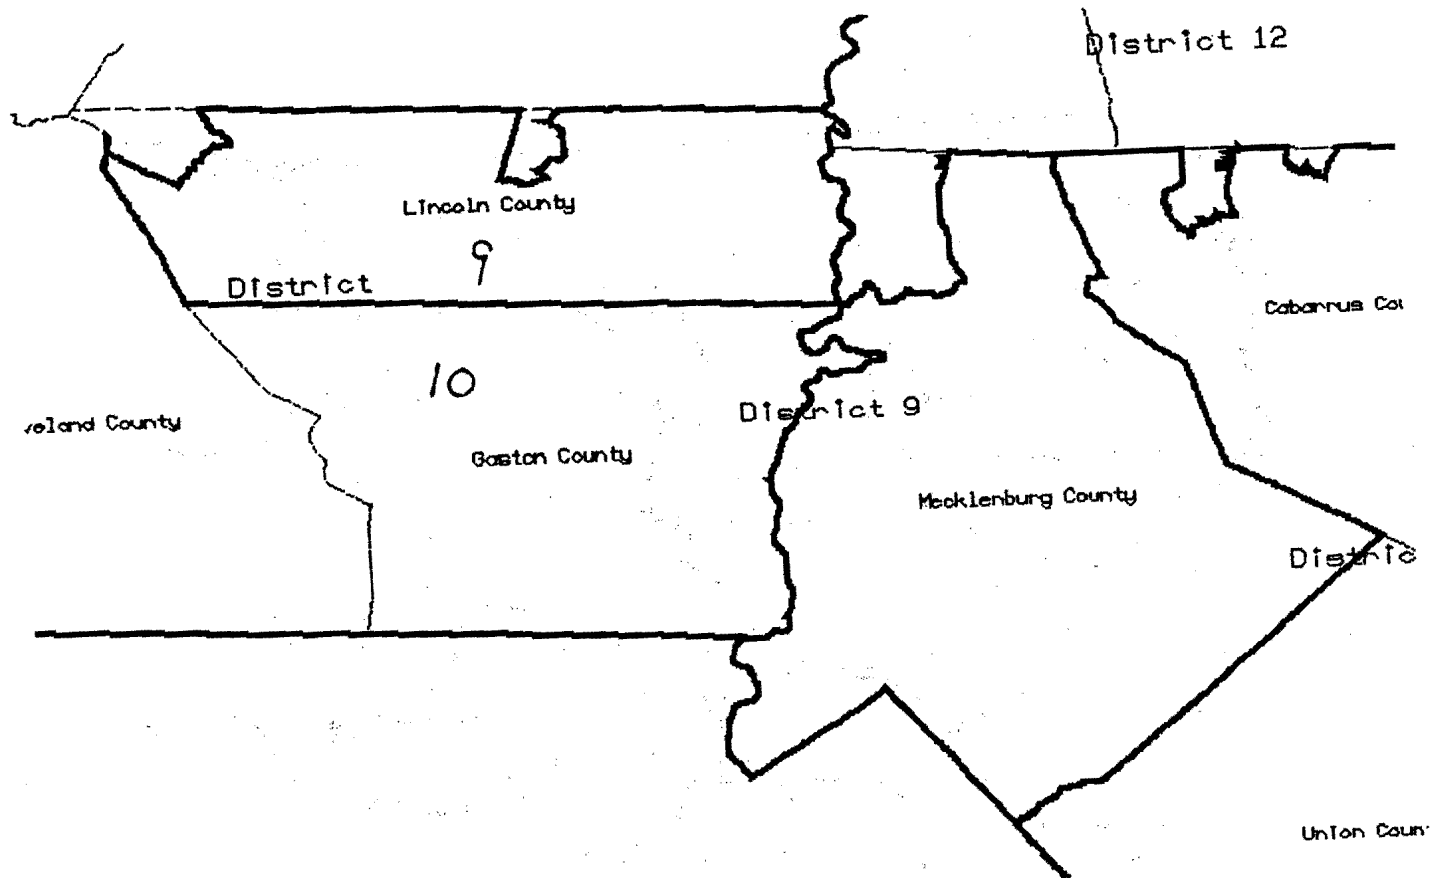 District 12
Lincoln County
9
District
Cabarrus Cou
10
District 9
veland County
Gaston County
Mecklenburg County
Distric
Union Coun